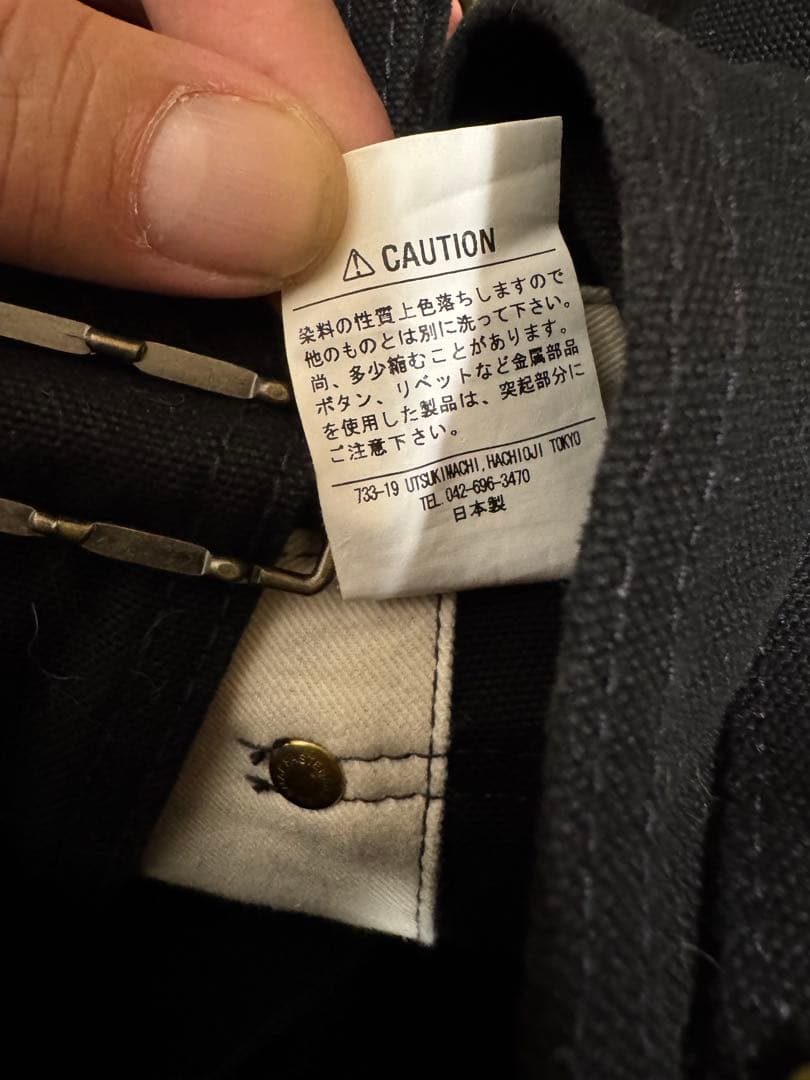 ⚠ CAUTION
染料の性質上色落ちしますので
他のものとは別に洗って下さい。
尚、多少縮むことがあります。
ボタン、リベットなど金属部品
を使用した製品は、突起部分に
ご注意下さい。
733-19 UTSUKIMACHI, HACHIOJI TOKYO
TEL. 042-696-3470
日本製